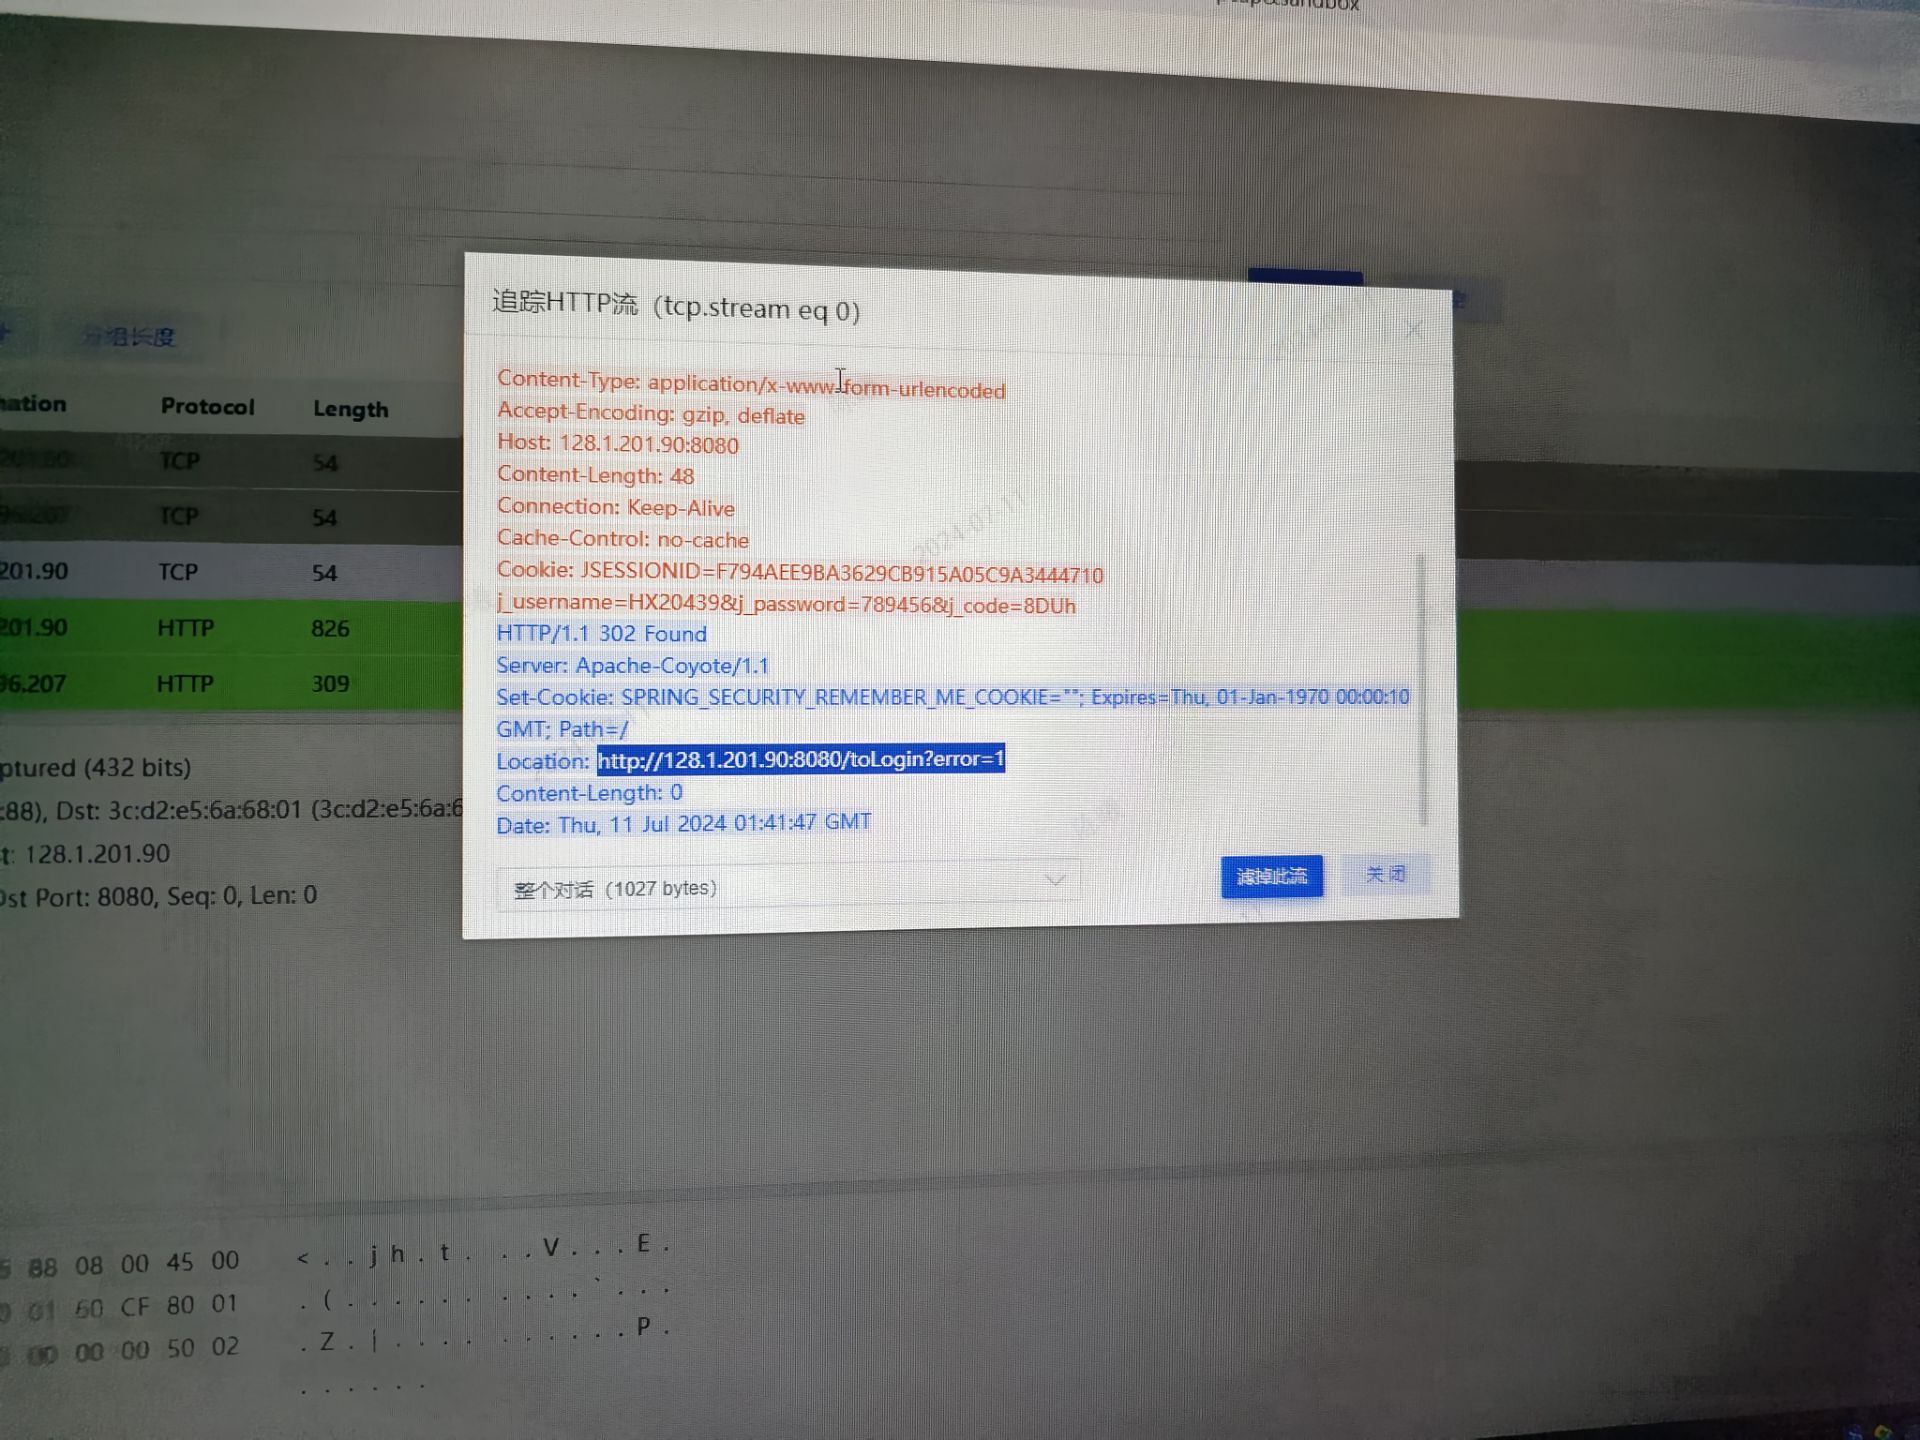 追踪HTTP流（tcp.stream eq 0）
Content-Type: application/x-www-form-urlencoded
Accept-Encoding: gzip, deflate
Host: 128.1.201.90:8080
Content-Length: 48
Connection: Keep-Alive
Cache-Control: no-cache
Cookie: JSESSIONID=F794AEE9BA3629CB915A05C9A3444710
j_username=HX20439&j_password=789456&j_code=8DUh
HTTP/1.1 302 Found
Server: Apache-Coyote/1.1
Set-Cookie: SPRING_SECURITY_REMEMBER_ME_COOKIE=""; Expires=Thu, 01-Jan-1970 00:00:10
GMT; Path=/
Location: http://128.1.201.90:8080/toLogin?error=1
Content-Length: 0
Date: Thu, 11 Jul 2024 01:41:47 GMT
整个对话（1027 bytes）
滤掉此流
关闭
2024-07-11
分组长度
nation Protocol Length
TCP 54
TCP 54
201.90 TCP 54
201.90 HTTP 826
96.207 HTTP 309
ptured (432 bits)
:88), Dst: 3c:d2:e5:6a:68:01 (3c:d2:e5:6a:6
t: 128.1.201.90
Dst Port: 8080, Seq: 0, Len: 0
88 08 00 45 00 < . . j h . t . . . V . . . E .
01 60 CF 80 01 . ( . . . . . . . . . . ` . . .
00 00 00 50 02 . Z . | . . . . . . . . . . P .
. . . . . .